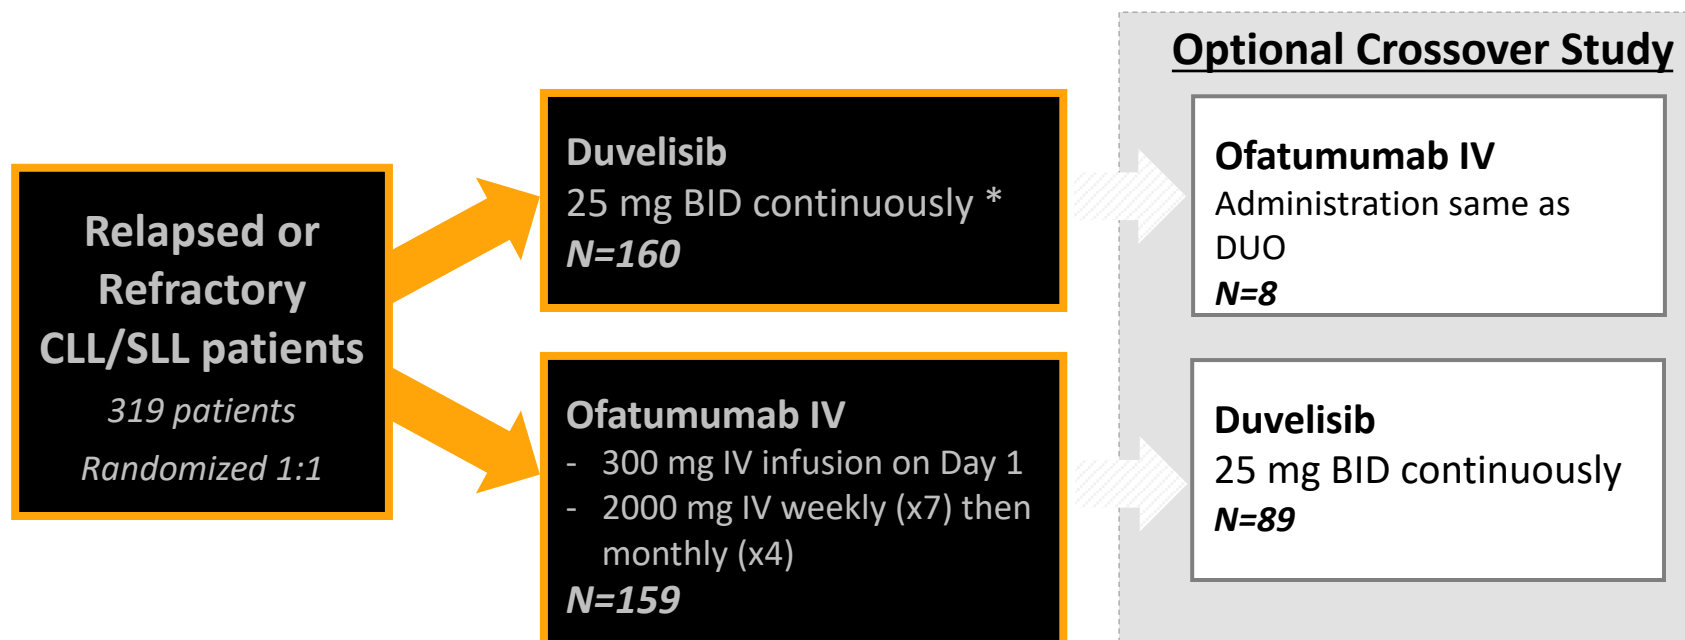 Relapsed or
Refractory
CLL/SLL patients
319 patients
Randomized 1:1
Duvelisib
25 mg BID continuously *
N=160
Ofatumumab IV
- 300 mg IV infusion on Day 1
- 2000 mg IV weekly (x7) then
monthly (x4)
N=159
Optional Crossover Study
Ofatumumab IV
Administration same as
DUO
N=8
Duvelisib
25 mg BID continuously
N=89